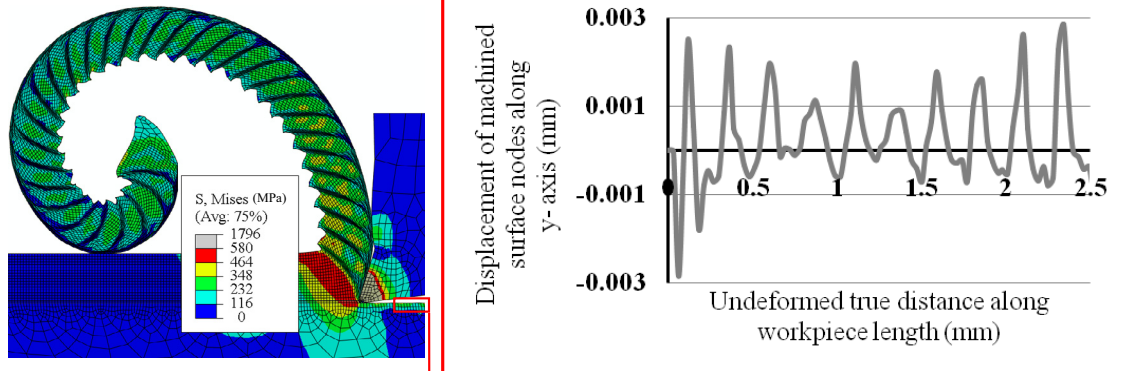 S, Mises (MPa)
(Avg: 75%)
1796
580
464
348
232
116
0
Displacement of machined
surface nodes along
y- axis (mm)
0.003
0.001
-0.001
-0.003
0
0.5
1
1.5
2
2.5
Undeformed true distance along
workpiece length (mm)